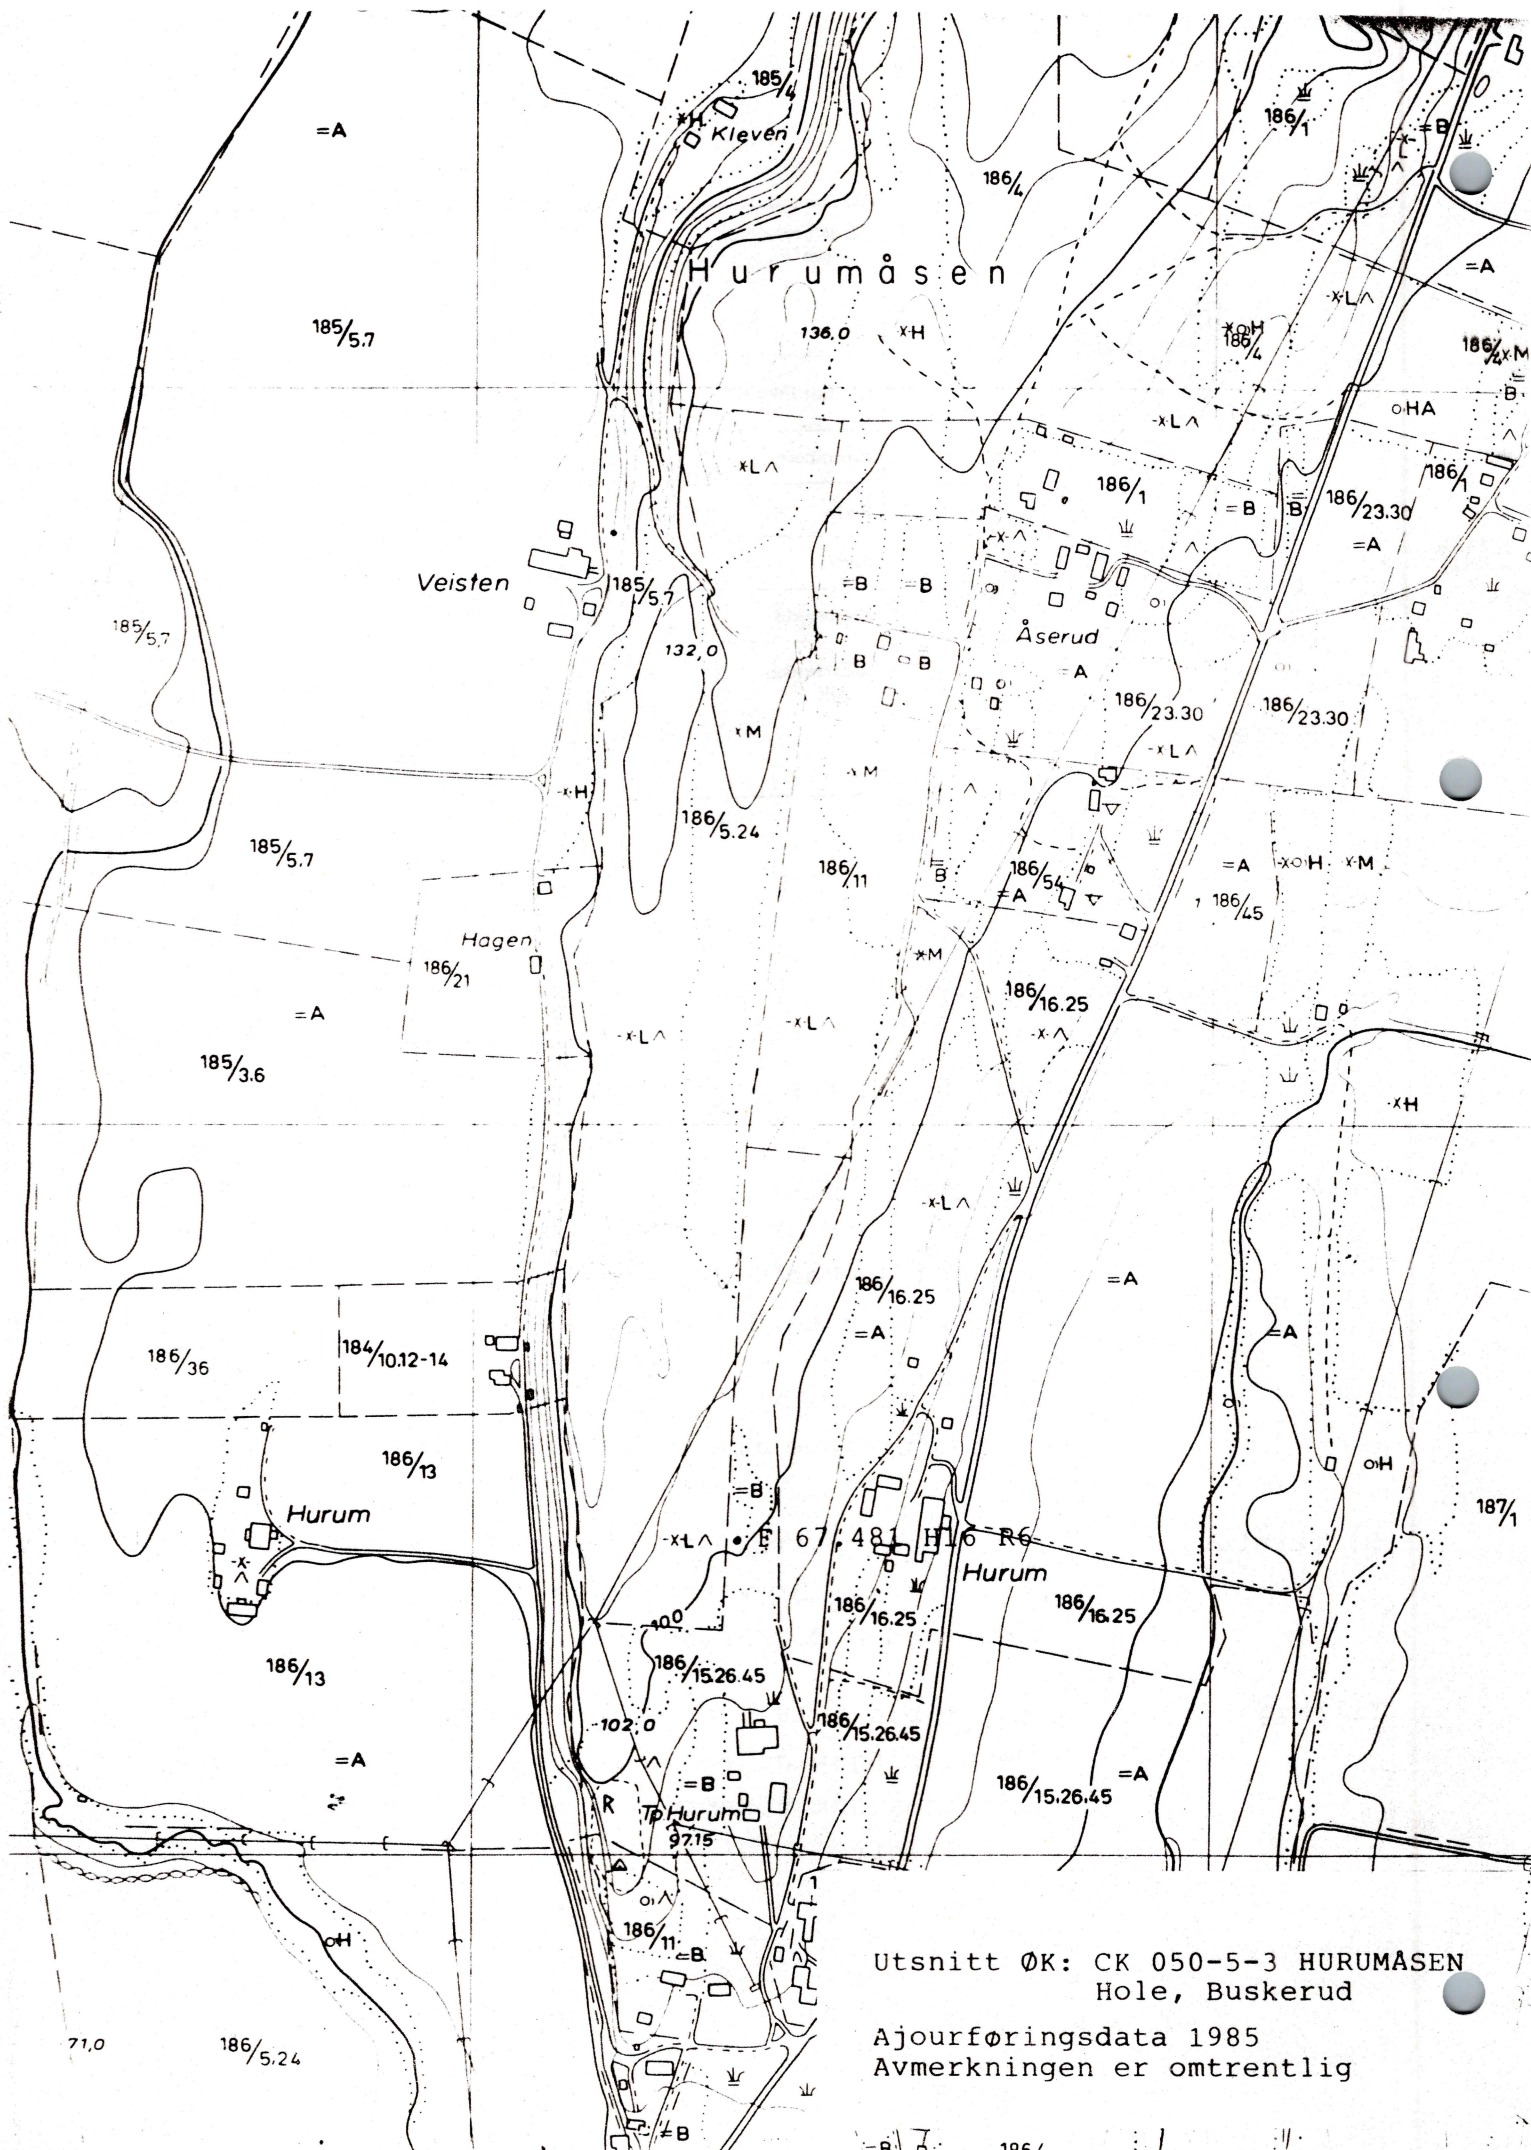 185/4
=A
×H
Kleven
186/1
=B
L
186/4
Hurumåsen
=A
-x-L
185/5.7
136.0
x-H
xoH
186/4
186/4
x-M
B
oHA
-x-L
x-L
186/1
186/1
=B
B
186/23.30
=A
-x-
Veisten
185/5.7
=B
=B
185/5.7
Åserud
132,0
B
B
A
186/23.30
186/23.30
x M
-x-L
x M
-x-H
186/5.24
185/5.7
186/11
B
186/54
=A
=A
-x-o-H
x-M
186/45
Hagen
186/21
x-M
186/16.25
=A
-x-L
-x-L
-x-
185/3.6
-x-H
-x-L
=A
186/16.25
=A
=A
186/36
184/10.12-14
186/13
oH
=B
187/1
Hurum
-x-L
E 67 481 H16 R6
Hurum
186/16.25
186/16.25
100
186/13
186/15.26.45
102.0
186/15.26.45
=A
=B
=A
186/15.26.45
R
Tp Hurum
97.15
o
186/11
=B
oH
Utsnitt ØK: CK 050-5-3 HURUMÅSEN
Hole, Buskerud
71,0
186/5.24
Ajourføringsdata 1985
Avmerkningen er omtrentlig
=B
=B
186/